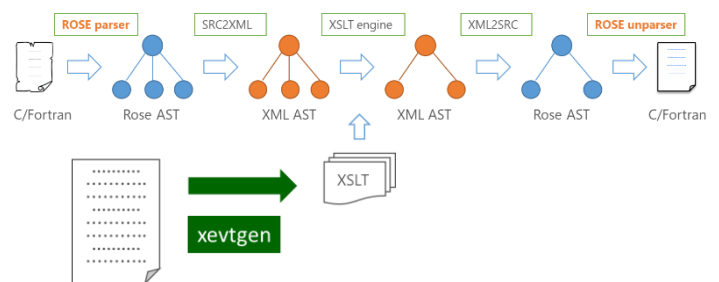 ROSE parser
SRC2XML
XSLT engine
XML2SRC
ROSE unparser
C/Fortran
Rose AST
XML AST
XML AST
Rose AST
C/Fortran
XSLT
xevtgen